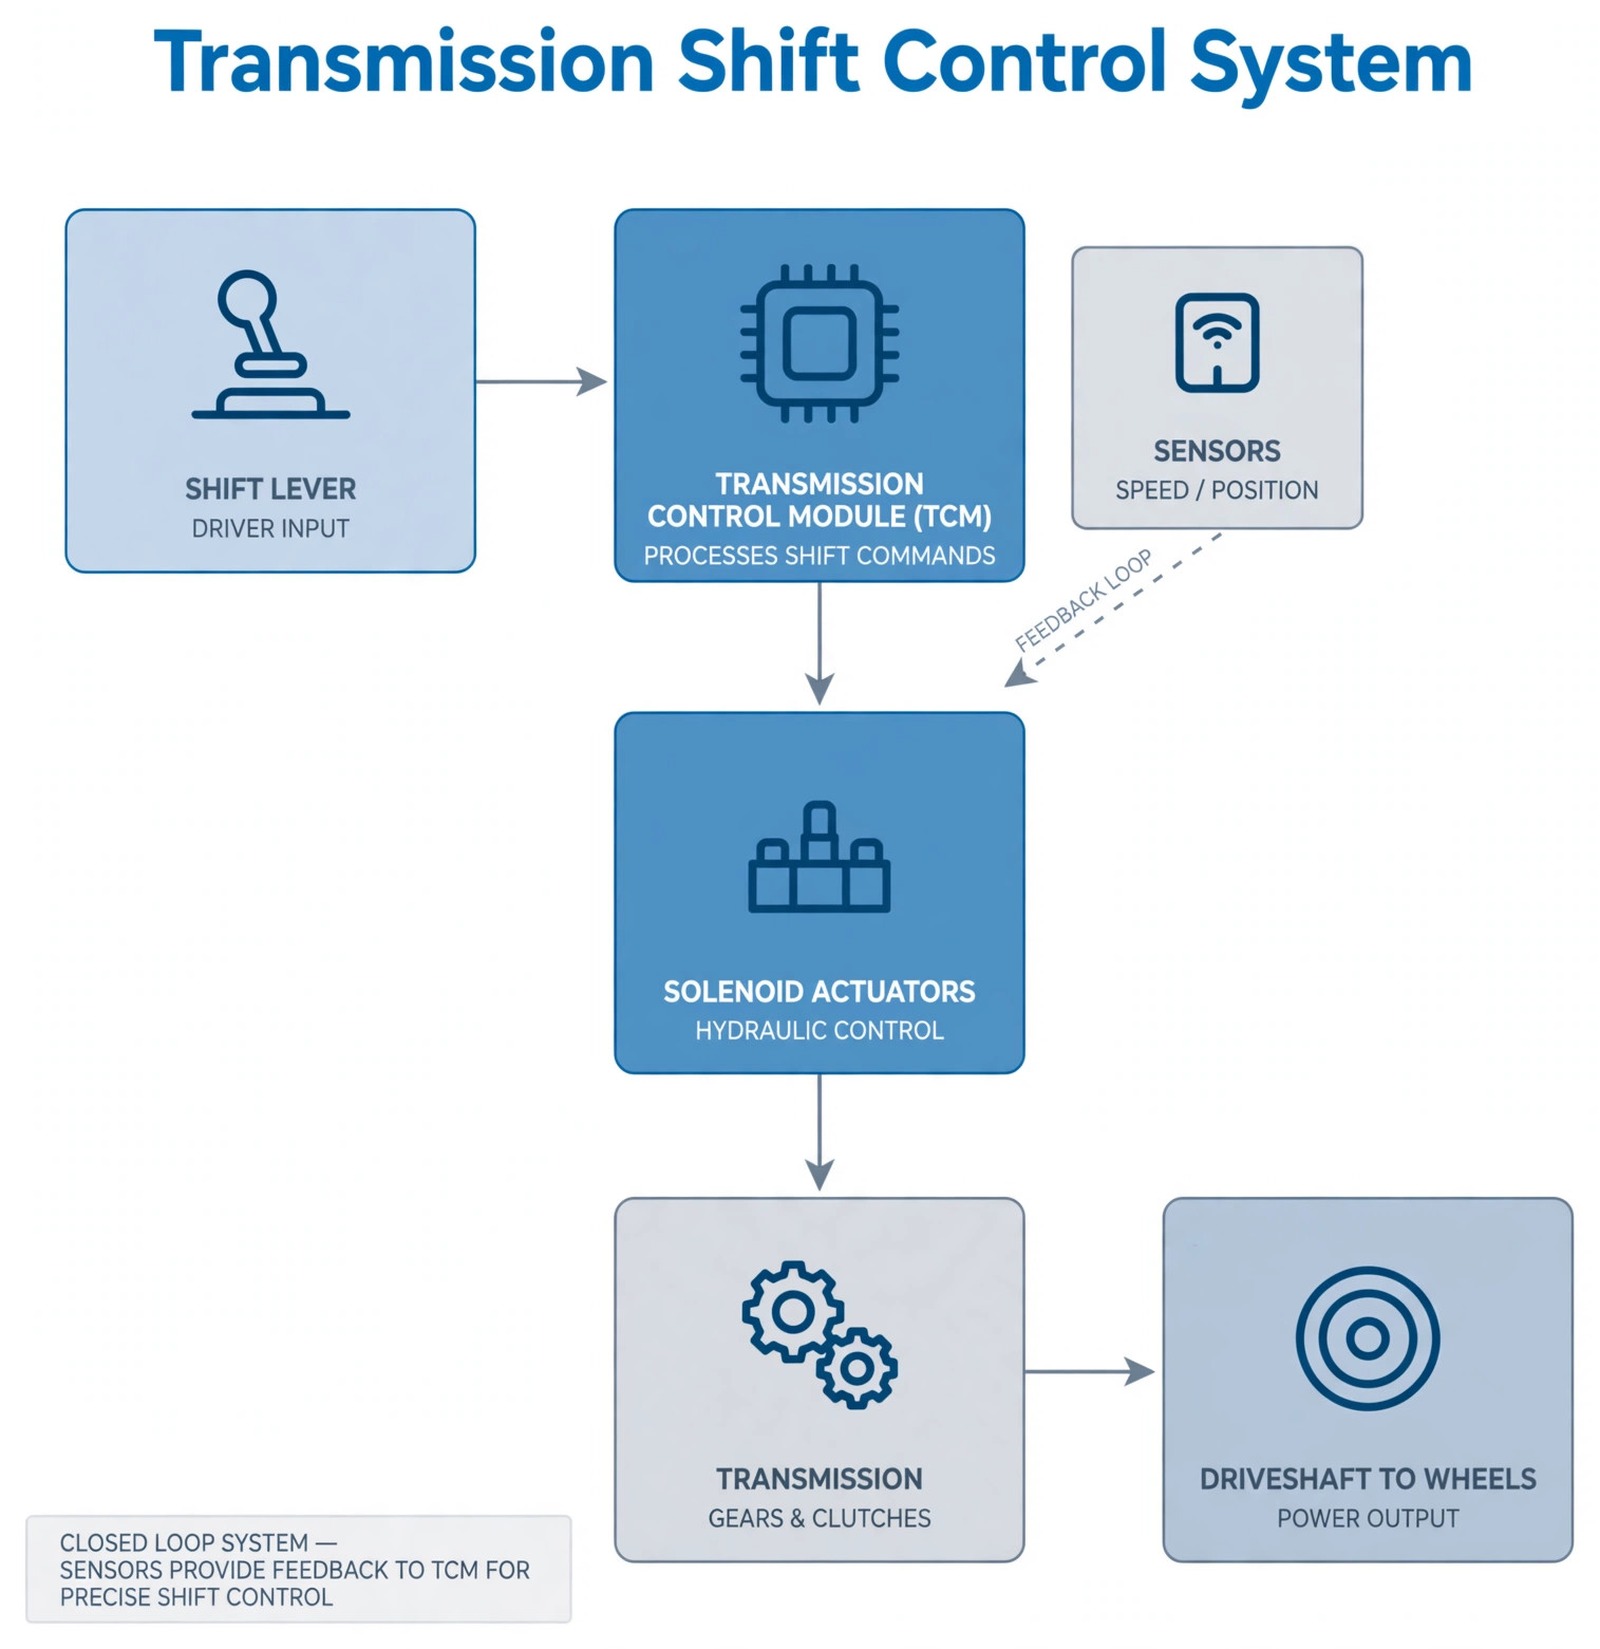 Transmission Shift Control System
SHIFT LEVER
DRIVER INPUT
TRANSMISSION
CONTROL MODULE (TCM)
PROCESSES SHIFT COMMANDS
SENSORS
SPEED / POSITION
FEEDBACK LOOP
SOLENOID ACTUATORS
HYDRAULIC CONTROL
TRANSMISSION
GEARS & CLUTCHES
DRIVESHAFT TO WHEELS
POWER OUTPUT
CLOSED LOOP SYSTEM —
SENSORS PROVIDE FEEDBACK TO TCM FOR
PRECISE SHIFT CONTROL